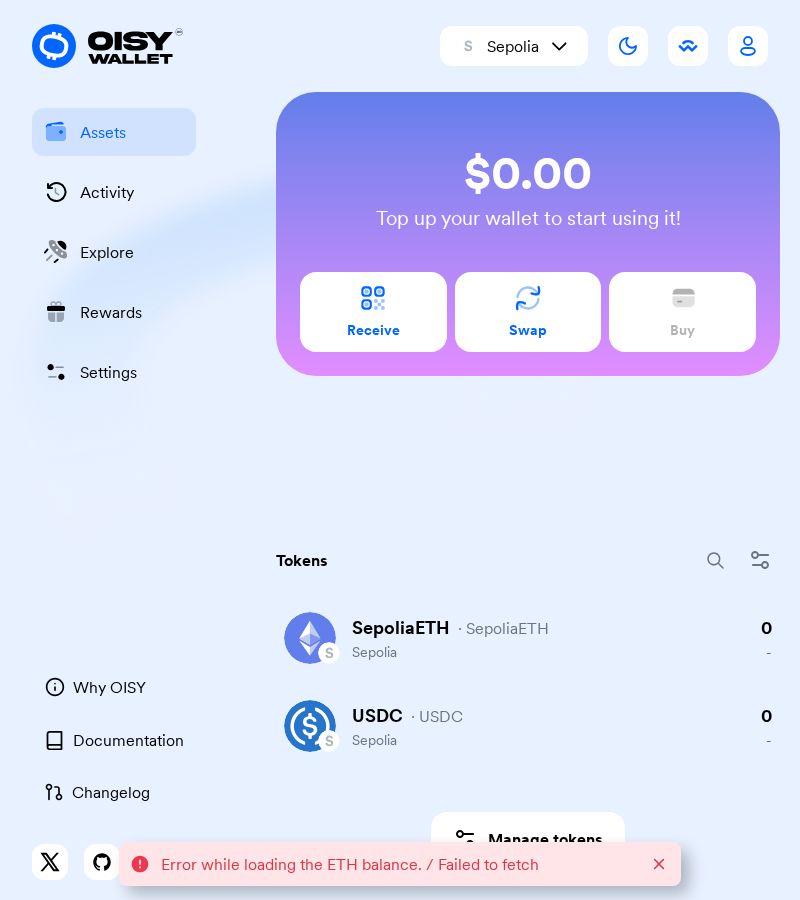 OISY
WALLET
S Sepolia
Assets
Activity
Explore
Rewards
Settings
$0.00
Top up your wallet to start using it!
Receive
Swap
Buy
Tokens
SepoliaETH · SepoliaETH 0
S Sepolia -
USDC · USDC 0
S Sepolia -
Why OISY
Documentation
Changelog
Manage tokens
Error while loading the ETH balance. / Failed to fetch